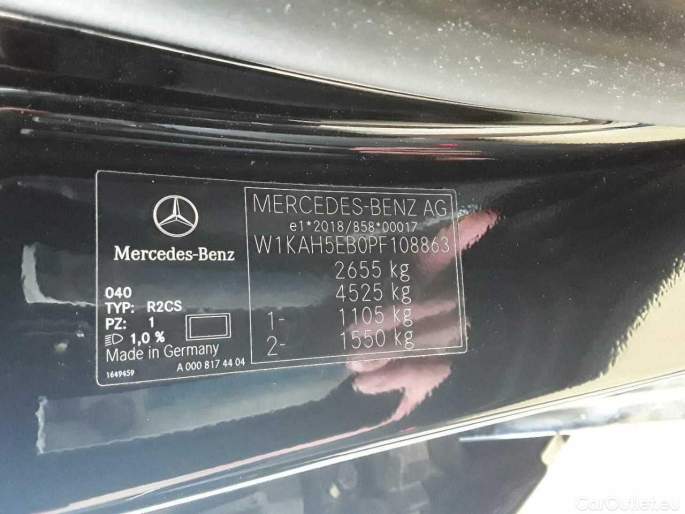 Mercedes-Benz
040
TYP: R2CS
PZ: 1
1,0 %
Made in Germany
1649459
A 000 817 44 04
MERCEDES-BENZ AG
e1*2018/858*00017
W1KAH5EB0PF108863
2655 kg
4525 kg
1- 1105 kg
2- 1550 kg
CarOutlet.eu